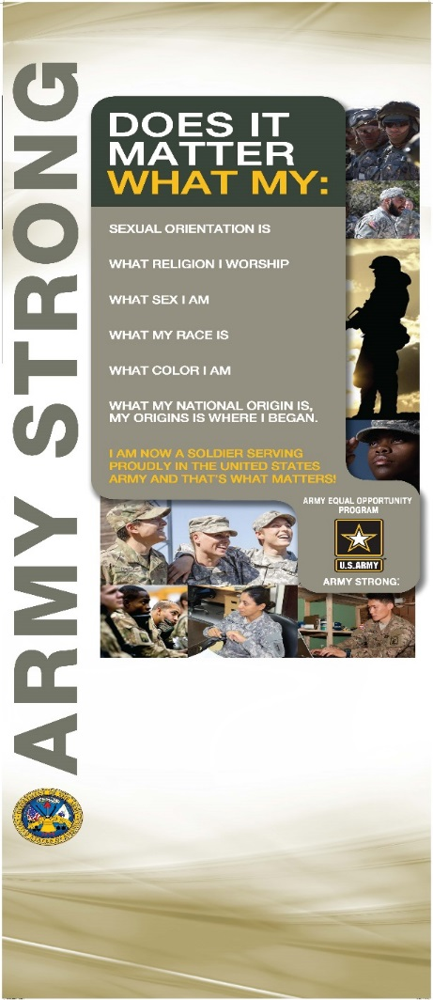 ARMY STRONG
DOES IT
MATTER
WHAT MY:
SEXUAL ORIENTATION IS
WHAT RELIGION I WORSHIP
WHAT SEX I AM
WHAT MY RACE IS
WHAT COLOR I AM
WHAT MY NATIONAL ORIGIN IS,
MY ORIGINS IS WHERE I BEGAN.
I AM NOW A SOLDIER SERVING
PROUDLY IN THE UNITED STATES
ARMY AND THAT'S WHAT MATTERS!
ARMY EQUAL OPPORTUNITY
PROGRAM
U.S.ARMY
ARMY STRONG.